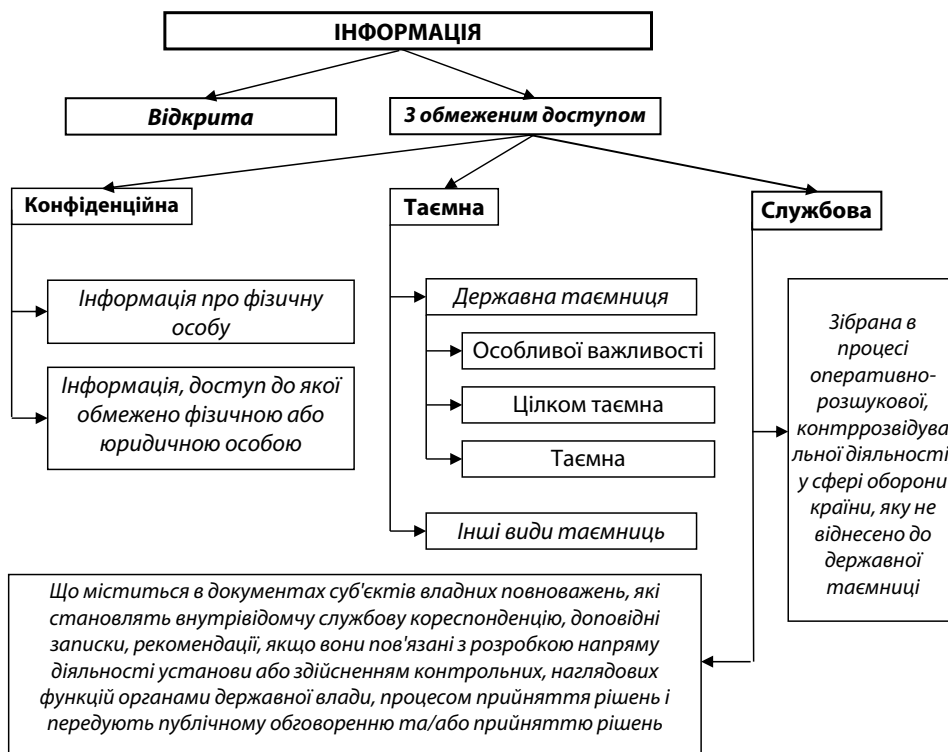 ІНФОРМАЦІЯ
Відкрита
З обмеженим доступом
Конфіденційна
Таємна
Службова
Інформація про фізичну
особу
Інформація, доступ до якої
обмежено фізичною або
юридичною особою
Державна таємниця
Особливої важливості
Цілком таємна
Таємна
Інші види таємниць
Зібрана в
процесі
оперативно-
розшукової,
контррозвідува
льної діяльності
у сфері оборони
країни, яку не
віднесено до
державної
таємниці
Що міститься в документах суб'єктів владних повноважень, які
становлять внутрівідомчу службову кореспонденцію, доповідні
записки, рекомендації, якщо вони пов'язані з розробкою напряму
діяльності установи або здійсненням контрольних, наглядових
функцій органами державної влади, процесом прийняття рішень і
передують публічному обговоренню та/або прийняттю рішень